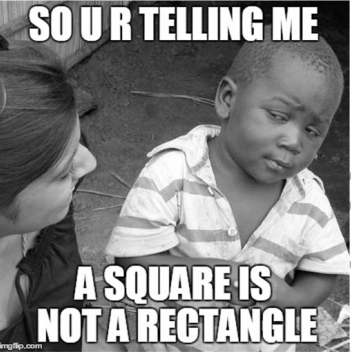 SO U R TELLING ME
A SQUARE IS
NOT A RECTANGLE
imgflip.com